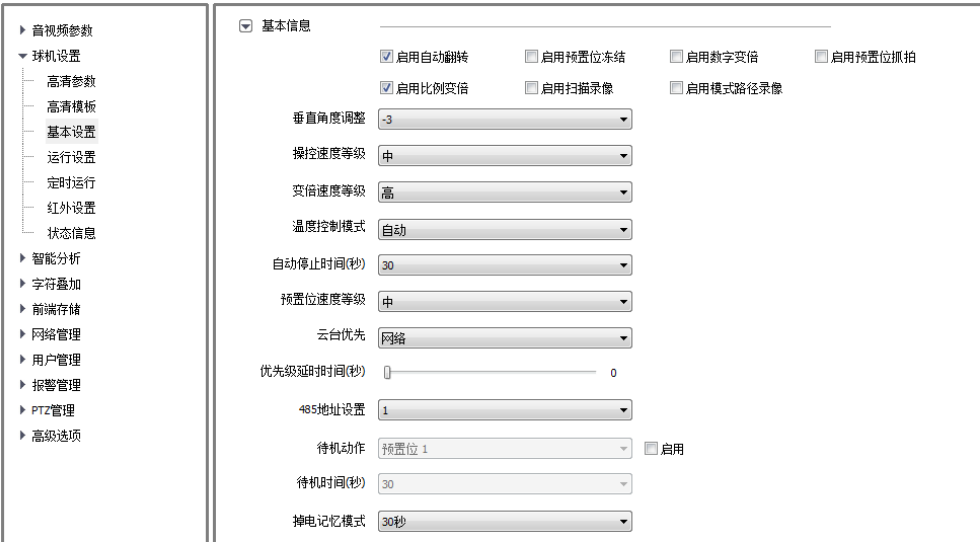 音视频参数
球机设置
高清参数
高清模板
基本设置
运行设置
定时运行
红外设置
状态信息
智能分析
字符叠加
前端存储
网络管理
用户管理
报警管理
PTZ管理
高级选项
基本信息
启用自动翻转 启用预置位冻结 启用数字变倍 启用预置位抓拍
启用比例变倍 启用扫描录像 启用模式路径录像
垂直角度调整 -3
操控速度等级 中
变倍速度等级 高
温度控制模式 自动
自动停止时间(秒) 30
预置位速度等级 中
云台优先 网络
优先级延时时间(秒) 0
485地址设置 1
待机动作 预置位 1 启用
待机时间(秒) 30
掉电记忆模式 30秒